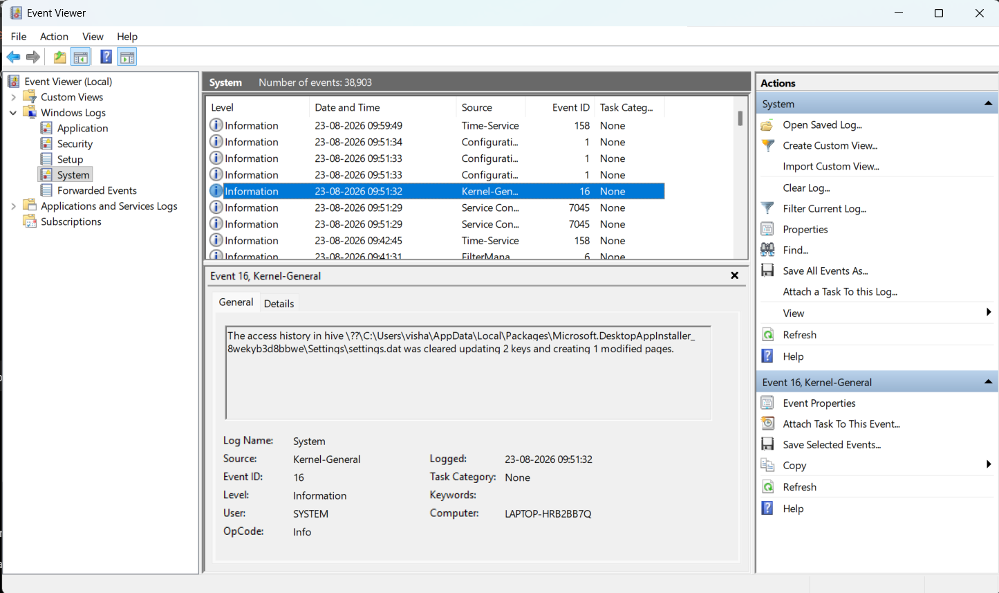 Event Viewer
File Action View Help
Event Viewer (Local)
Custom Views
Windows Logs
Application
Security
Setup
System
Forwarded Events
Applications and Services Logs
Subscriptions
System Number of events: 38,903
Level Date and Time Source Event ID Task Categ...
Information 23-08-2026 09:59:49 Time-Service 158 None
Information 23-08-2026 09:51:34 Configurati... 1 None
Information 23-08-2026 09:51:33 Configurati... 1 None
Information 23-08-2026 09:51:33 Configurati... 1 None
Information 23-08-2026 09:51:32 Kernel-Gen... 16 None
Information 23-08-2026 09:51:29 Service Con... 7045 None
Information 23-08-2026 09:51:29 Service Con... 7045 None
Information 23-08-2026 09:42:45 Time-Service 158 None
Information 23-08-2026 09:41:31 FilterMana 6 None
Event 16, Kernel-General
General Details
The access history in hive \??\C:\Users\visha\AppData\Local\Packages\Microsoft.DesktopAppInstaller_
8wekyb3d8bbwe\Settings\settings.dat was cleared updating 2 keys and creating 1 modified pages.
Log Name: System
Source: Kernel-General Logged: 23-08-2026 09:51:32
Event ID: 16 Task Category: None
Level: Information Keywords:
User: SYSTEM Computer: LAPTOP-HRB2BB7Q
OpCode: Info
Actions
System
Open Saved Log...
Create Custom View...
Import Custom View...
Clear Log...
Filter Current Log...
Properties
Find...
Save All Events As...
Attach a Task To this Log...
View
Refresh
Help
Event 16, Kernel-General
Event Properties
Attach Task To This Event...
Save Selected Events...
Copy
Refresh
Help